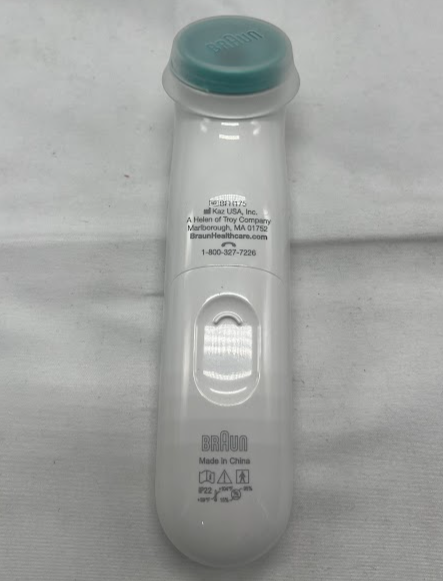 BRAUN
Kaz USA, Inc.
A Helen of Troy Company
Marlborough, MA 01752
BraunHealthcare.com
1-800-327-7226
BRAUN
Made in China
IP22